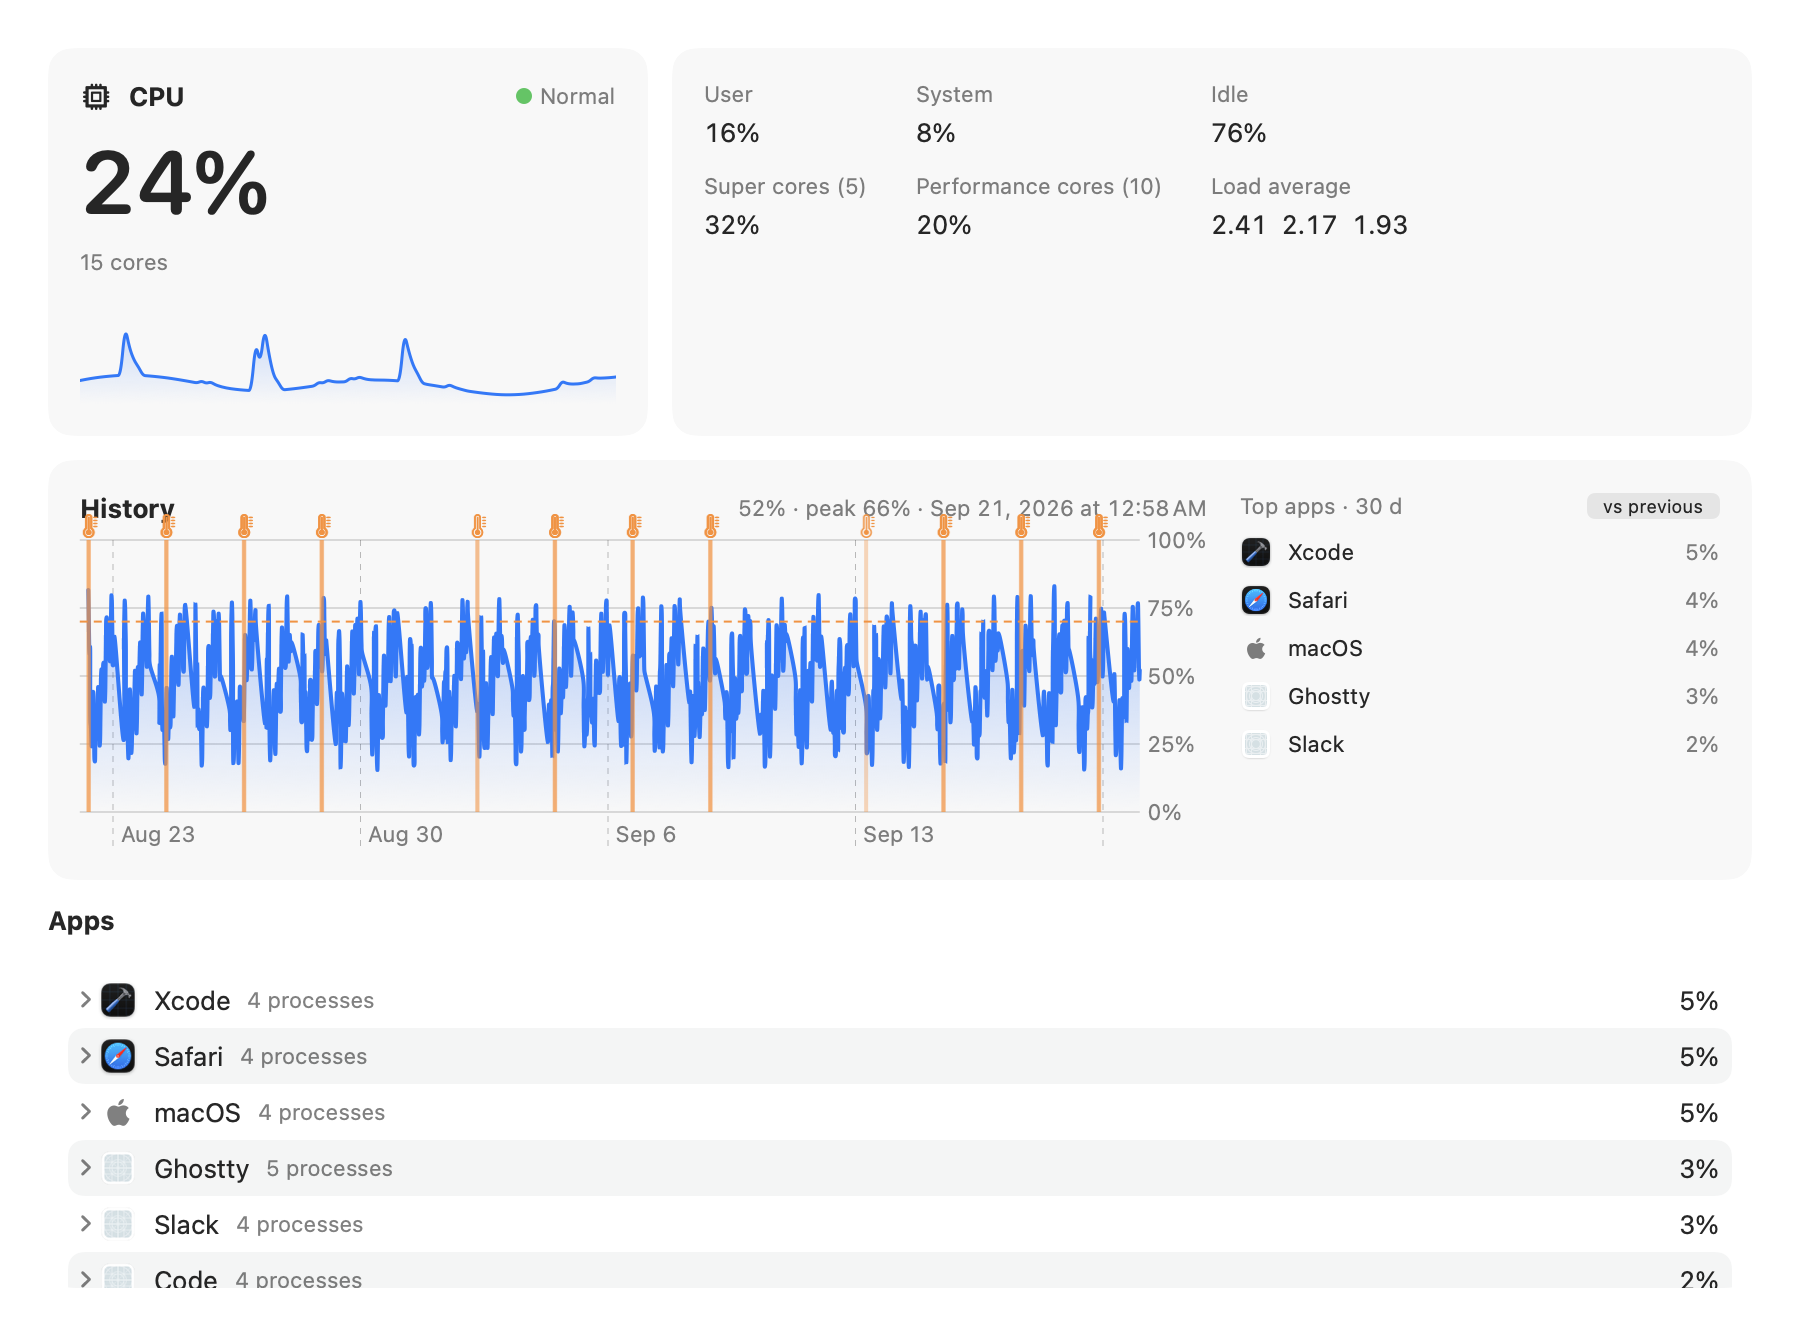 CPU
Normal
24%
15 cores
User
System
Idle
16%
8%
76%
Super cores (5)
Performance cores (10)
Load average
32%
20%
2.41 2.17 1.93
History
52% · peak 66% · Sep 21, 2026 at 12:58 AM
100%
75%
50%
25%
0%
Aug 23
Aug 30
Sep 6
Sep 13
Top apps · 30 d
vs previous
Xcode 5%
Safari 4%
macOS 4%
Ghostty 3%
Slack 2%
Apps
Xcode 4 processes 5%
Safari 4 processes 5%
macOS 4 processes 5%
Ghostty 5 processes 3%
Slack 4 processes 3%
Code 4 processes 2%